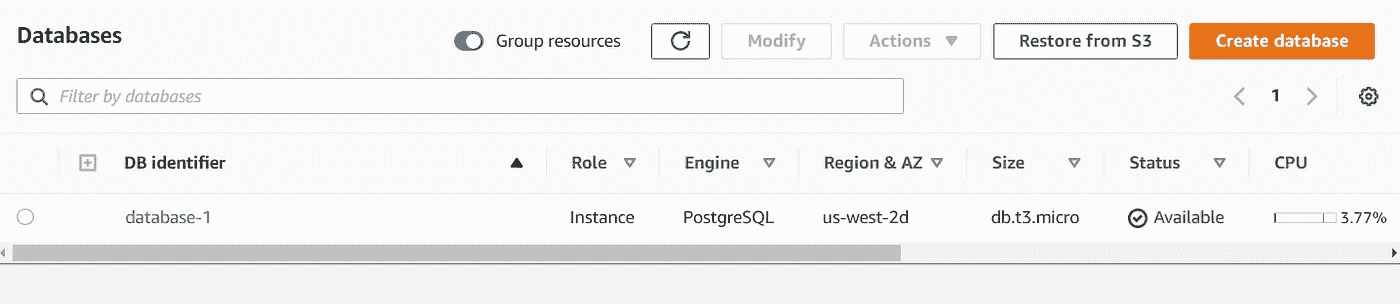 Databases
Group resources
Modify
Actions
Restore from S3
Create database
Filter by databases
1
DB identifier Role Engine Region & AZ Size Status CPU
database-1 Instance PostgreSQL us-west-2d db.t3.micro Available 3.77%